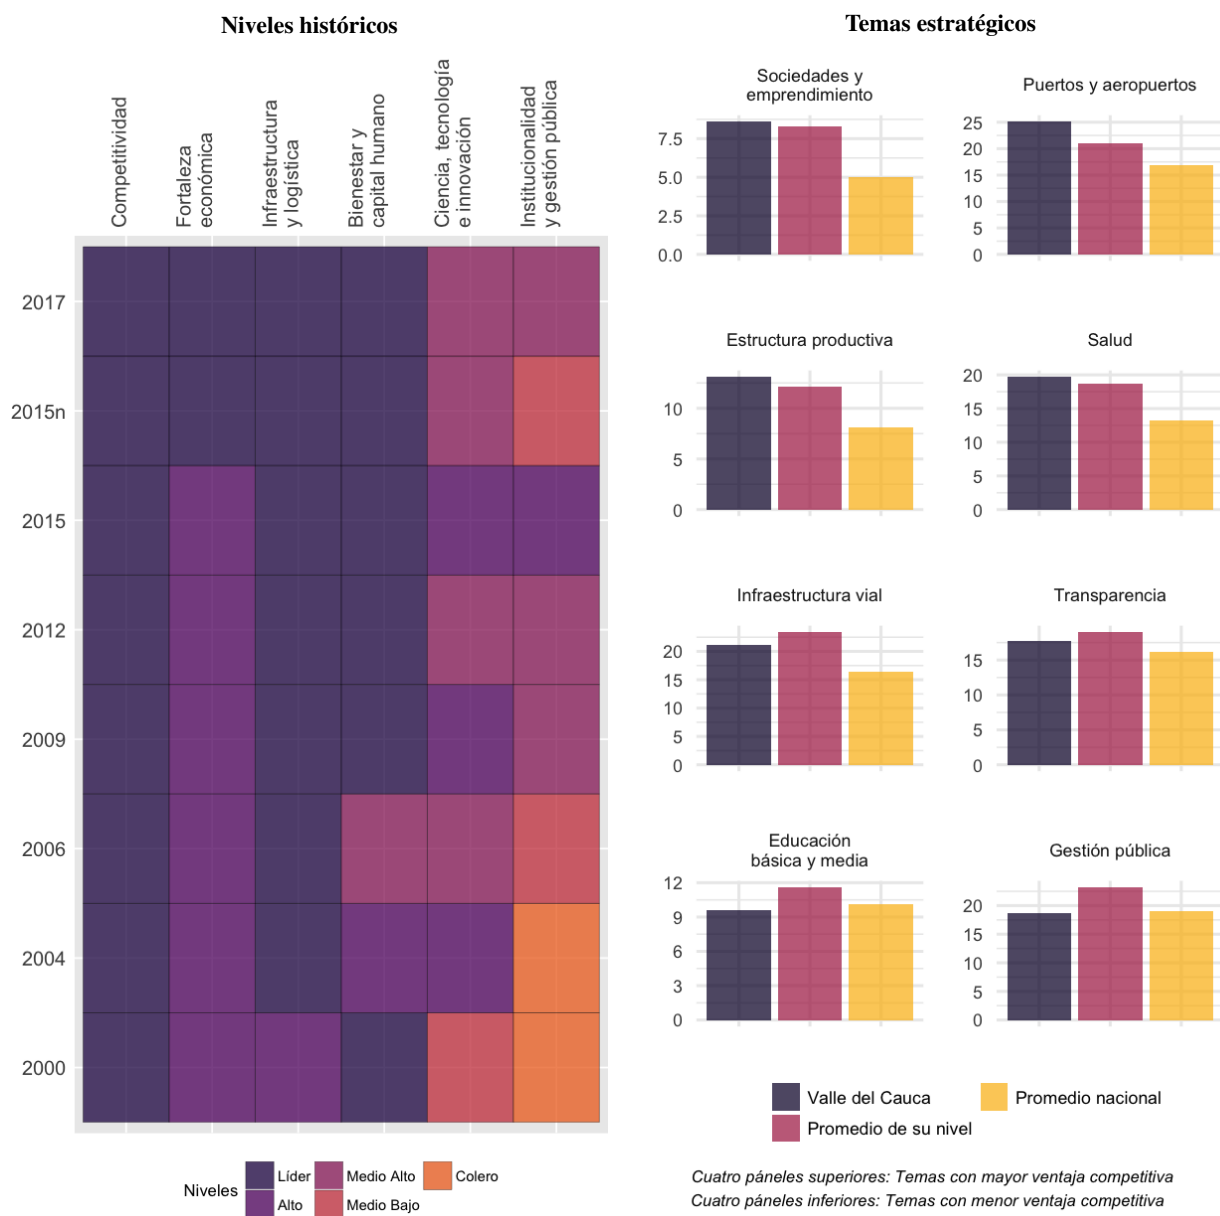 Niveles históricos
Competitividad
Fortaleza
económica
Infraestructura
y logística
Bienestar y
capital humano
Ciencia, tecnología
e innovación
Institucionalidad
y gestión pública
2017
2015n
2015
2012
2009
2006
2004
2000
Niveles
Líder
Medio Alto
Colero
Alto
Medio Bajo
Temas estratégicos
Sociedades y
emprendimiento
7.5
5.0
2.5
0.0
Puertos y aeropuertos
25
20
15
10
5
0
Estructura productiva
10
5
0
Salud
20
15
10
5
0
Infraestructura vial
20
15
10
5
0
Transparencia
15
10
5
0
Educación
básica y media
12
9
6
3
0
Gestión pública
20
15
10
5
0
Valle del Cauca
Promedio nacional
Promedio de su nivel
Cuatro páneles superiores: Temas con mayor ventaja competitiva
Cuatro páneles inferiores: Temas con menor ventaja competitiva